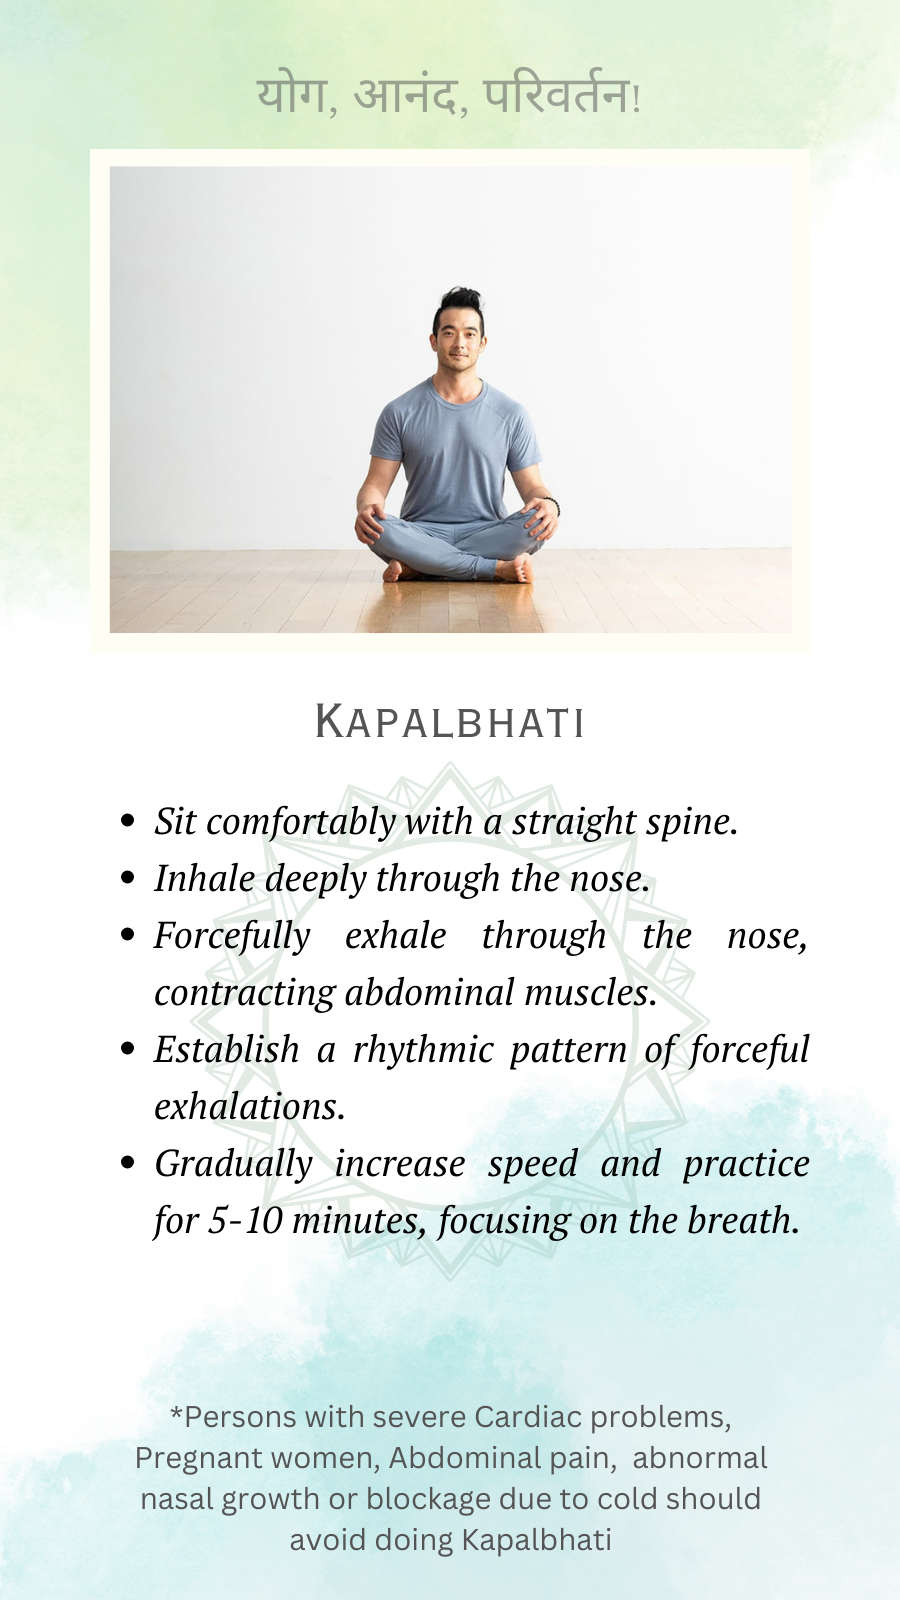 योग, आनंद, परिवर्तन!
KAPALBHATI
• Sit comfortably with a straight spine.
• Inhale deeply through the nose.
• Forcefully exhale through the nose,
contracting abdominal muscles.
• Establish a rhythmic pattern of forceful
exhalations.
• Gradually increase speed and practice
for 5-10 minutes, focusing on the breath.
*Persons with severe Cardiac problems,
Pregnant women, Abdominal pain,  abnormal
nasal growth or blockage due to cold should
avoid doing Kapalbhati